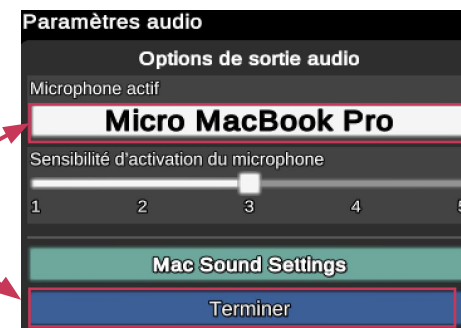 Paramètres audio
Options de sortie audio
Microphone actif
Micro MacBook Pro
Sensibilité d'activation du microphone
1 2 3 4 5
Mac Sound Settings
Terminer